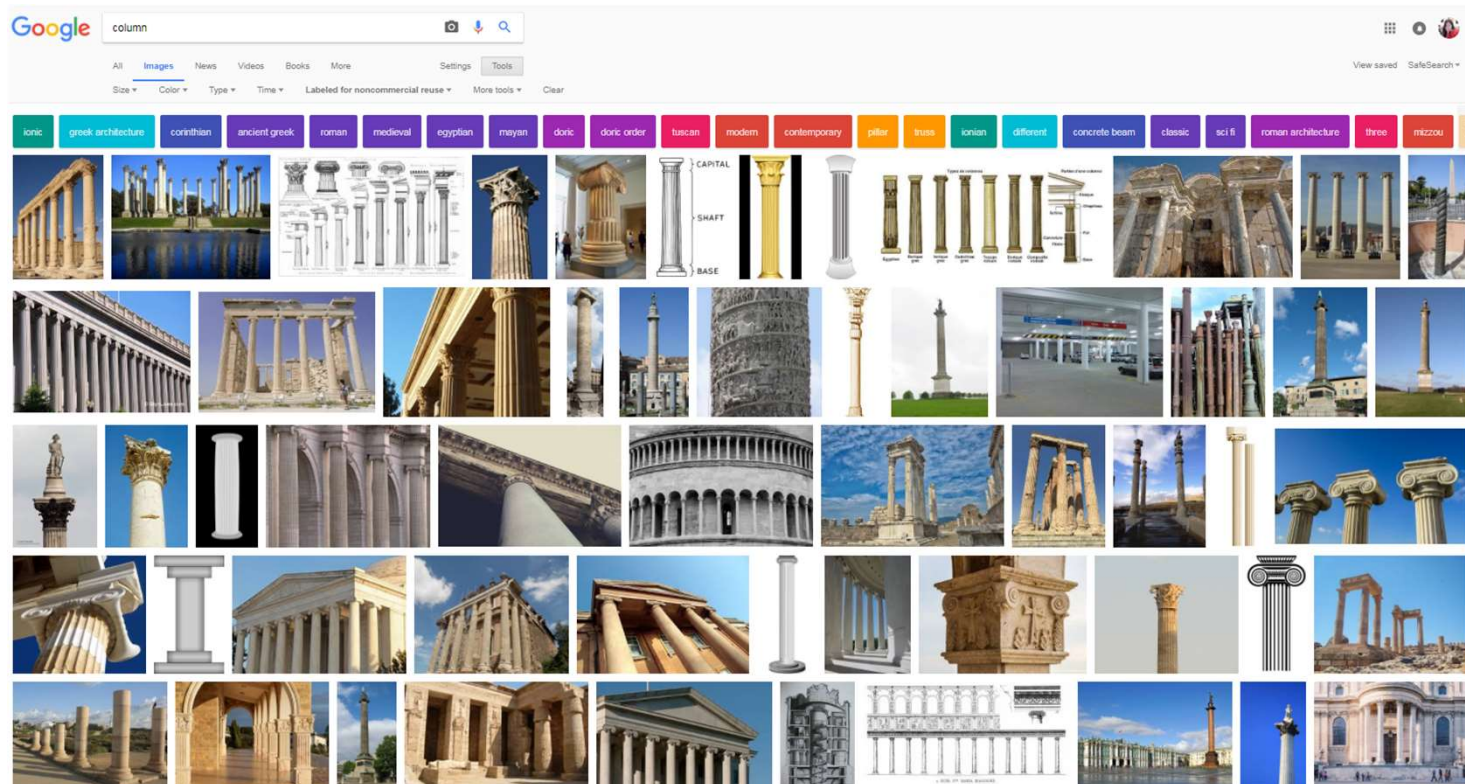 Google
column
All Images News Videos Books More Settings Tools
View saved SafeSearch
Size Color Type Time Labeled for noncommercial reuse More tools Clear
ionic greek architecture corinthian ancient greek roman medieval egyptian mayan doric doric order tuscan modern contemporary piller truss ionian different concrete beam classic sci fi roman architecture three mizzou
CAPITAL
SHAFT
BASE